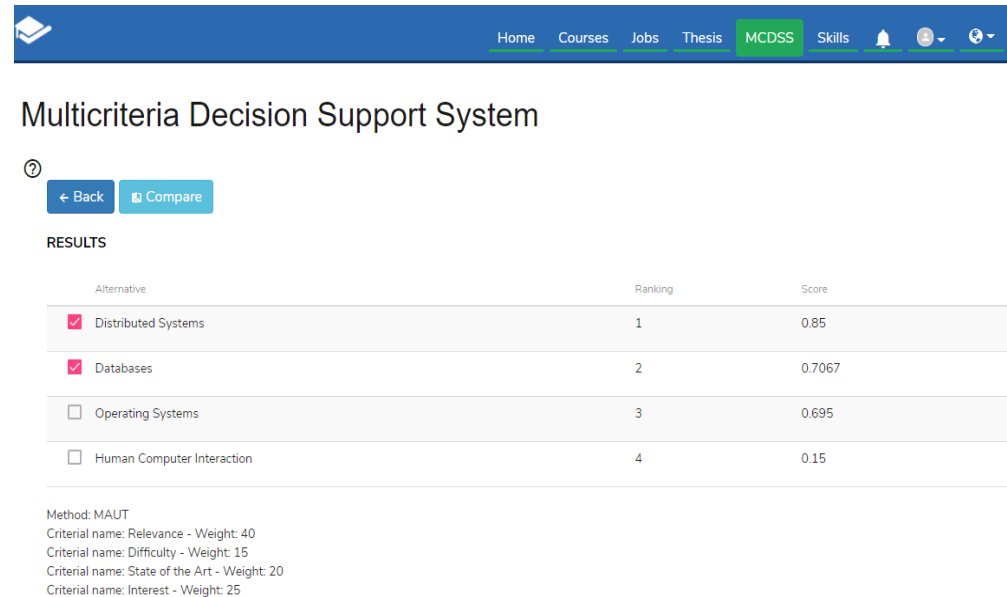 Home Courses Jobs Thesis MCDSS Skills
Multicriteria Decision Support System
← Back Compare
RESULTS
Alternative Ranking Score
Distributed Systems 1 0.85
Databases 2 0.7067
Operating Systems 3 0.695
Human Computer Interaction 4 0.15
Method: MAUT
Criterial name: Relevance - Weight: 40
Criterial name: Difficulty - Weight: 15
Criterial name: State of the Art - Weight: 20
Criterial name: Interest - Weight: 25